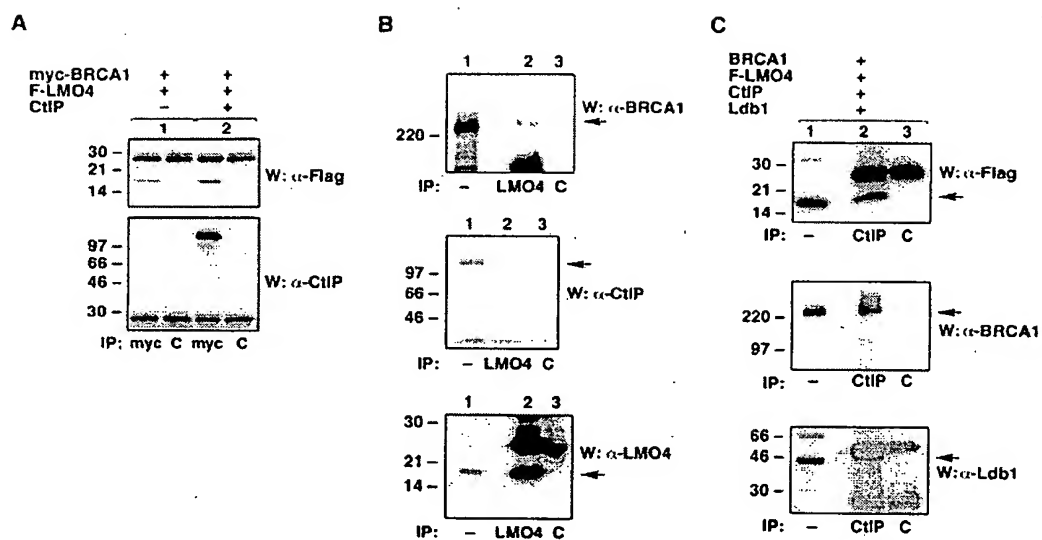 A
myc-BRCA1 + +
F-LMO4 + +
CtIP – +
1 2
30 –
21 –
14 –
W: α-Flag
97 –
66 –
46 –
30 –
W: α-CtIP
IP: myc C myc C
B
1 2 3
220 –
W: α-BRCA1
IP: – LMO4 C
1 2 3
97 –
66 –
46 –
W: α-CtIP
IP: – LMO4 C
1 2 3
30 –
21 –
14 –
W: α-LMO4
IP: – LMO4 C
C
BRCA1 +
F-LMO4 +
CtIP +
Ldb1 +
1 2 3
30 –
21 –
14 –
W: α-Flag
IP: – CtIP C
220 –
97 –
W: α-BRCA1
IP: – CtIP C
66 –
46 –
30 –
W: α-Ldb1
IP: – CtIP C